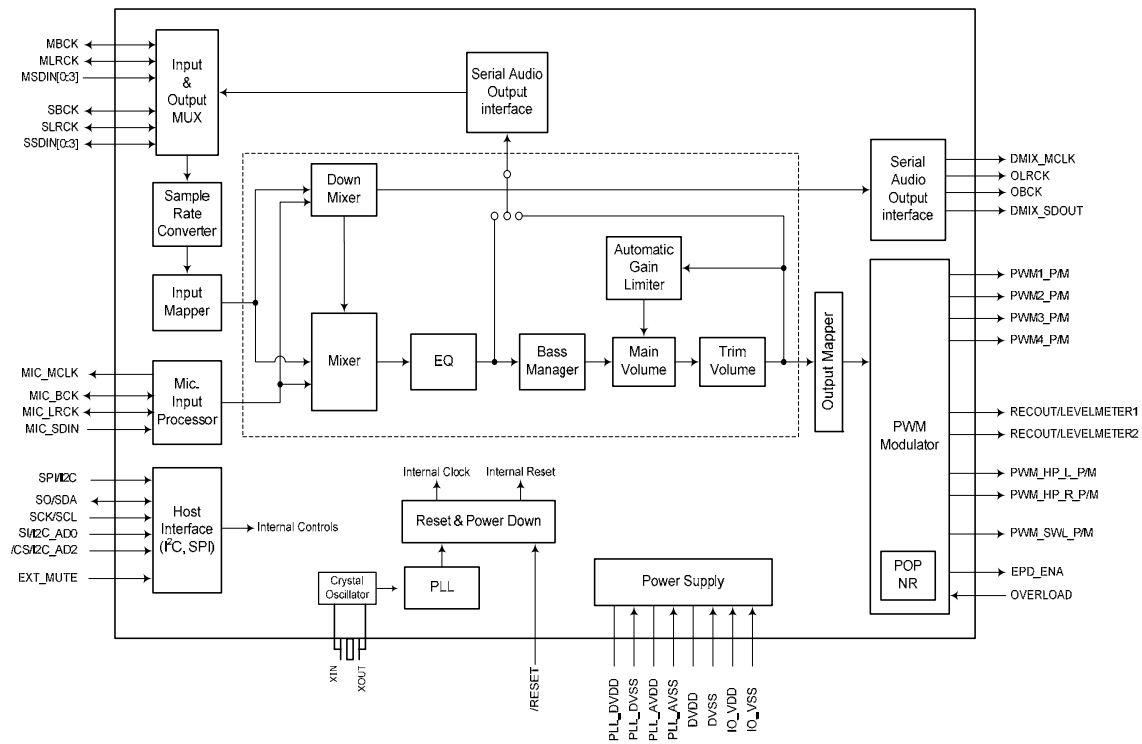 MBCK
MLRCK
MSDIN[0:3]
SBCK
SLRCK
SSDIN[0:3]
Input
&
Output
MUX
Serial Audio
Output
interface
Sample
Rate
Converter
Input
Mapper
Down
Mixer
Mixer
EQ
Bass
Manager
Automatic
Gain
Limiter
Main
Volume
Trim
Volume
Output Mapper
Serial
Audio
Output
interface
DMIX_MCLK
OLRCK
OBCK
DMIX_SDOUT
PWM
Modulator
POP
NR
PWM1_P/M
PWM2_P/M
PWM3_P/M
PWM4_P/M
RECOUT/LEVELMETER1
RECOUT/LEVELMETER2
PWM_HP_L_P/M
PWM_HP_R_P/M
PWM_SWL_P/M
EPD_ENA
OVERLOAD
MIC_MCLK
MIC_BCK
MIC_LRCK
MIC_SDIN
Mic-
Input
Processor
SPI/I2C
SO/SDA
SCK/SCL
SI/I2C_AD0
/CS/I2C_AD2
EXT_MUTE
Host
Interface
(I²C, SPI)
Internal Controls
Internal Clock
Internal Reset
Reset & Power Down
Crystal
Oscillator
PLL
XIN
XOUT
/RESET
Power Supply
PLL_DVDD
PLL_DVSS
PLL_AVDD
PLL_AVSS
DVDD
DVSS
IO_VDD
IO_VSS